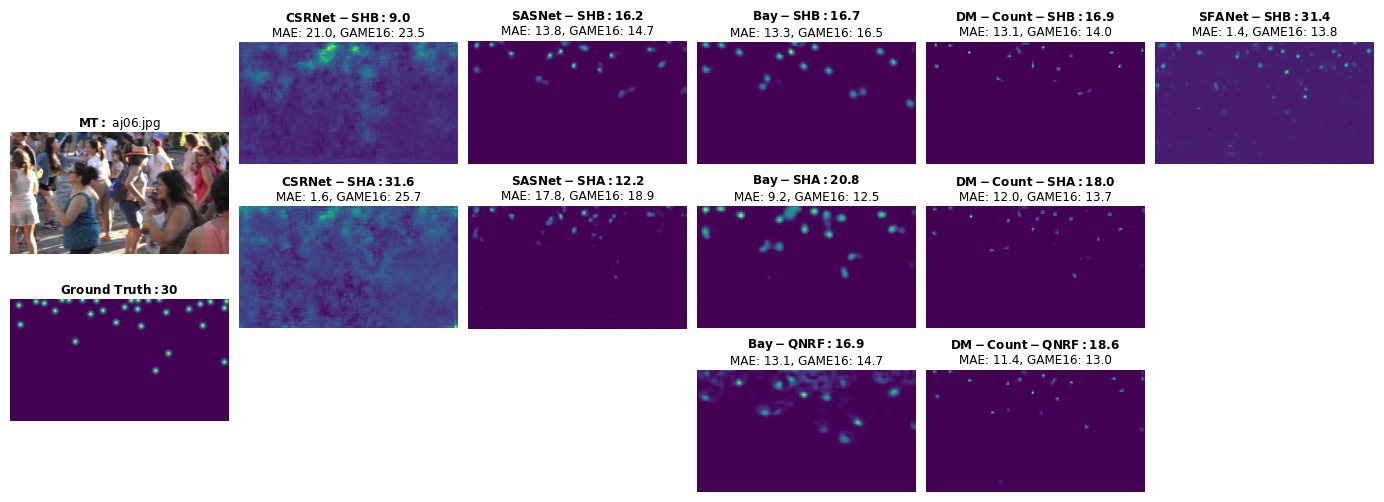 CSRNet-SHB: 9.0
MAE: 21.0, GAME16: 23.5
SASNet-SHB: 16.2
MAE: 13.8, GAME16: 14.7
Bay-SHB: 16.7
MAE: 13.3, GAME16: 16.5
DM-Count-SHB: 16.9
MAE: 13.1, GAME16: 14.0
SFANet-SHB: 31.4
MAE: 1.4, GAME16: 13.8
MT: aj06.jpg
CSRNet-SHA: 31.6
MAE: 1.6, GAME16: 25.7
SASNet-SHA: 12.2
MAE: 17.8, GAME16: 18.9
Bay-SHA: 20.8
MAE: 9.2, GAME16: 12.5
DM-Count-SHA: 18.0
MAE: 12.0, GAME16: 13.7
Ground Truth: 30
Bay-QNRF: 16.9
MAE: 13.1, GAME16: 14.7
DM-Count-QNRF: 18.6
MAE: 11.4, GAME16: 13.0